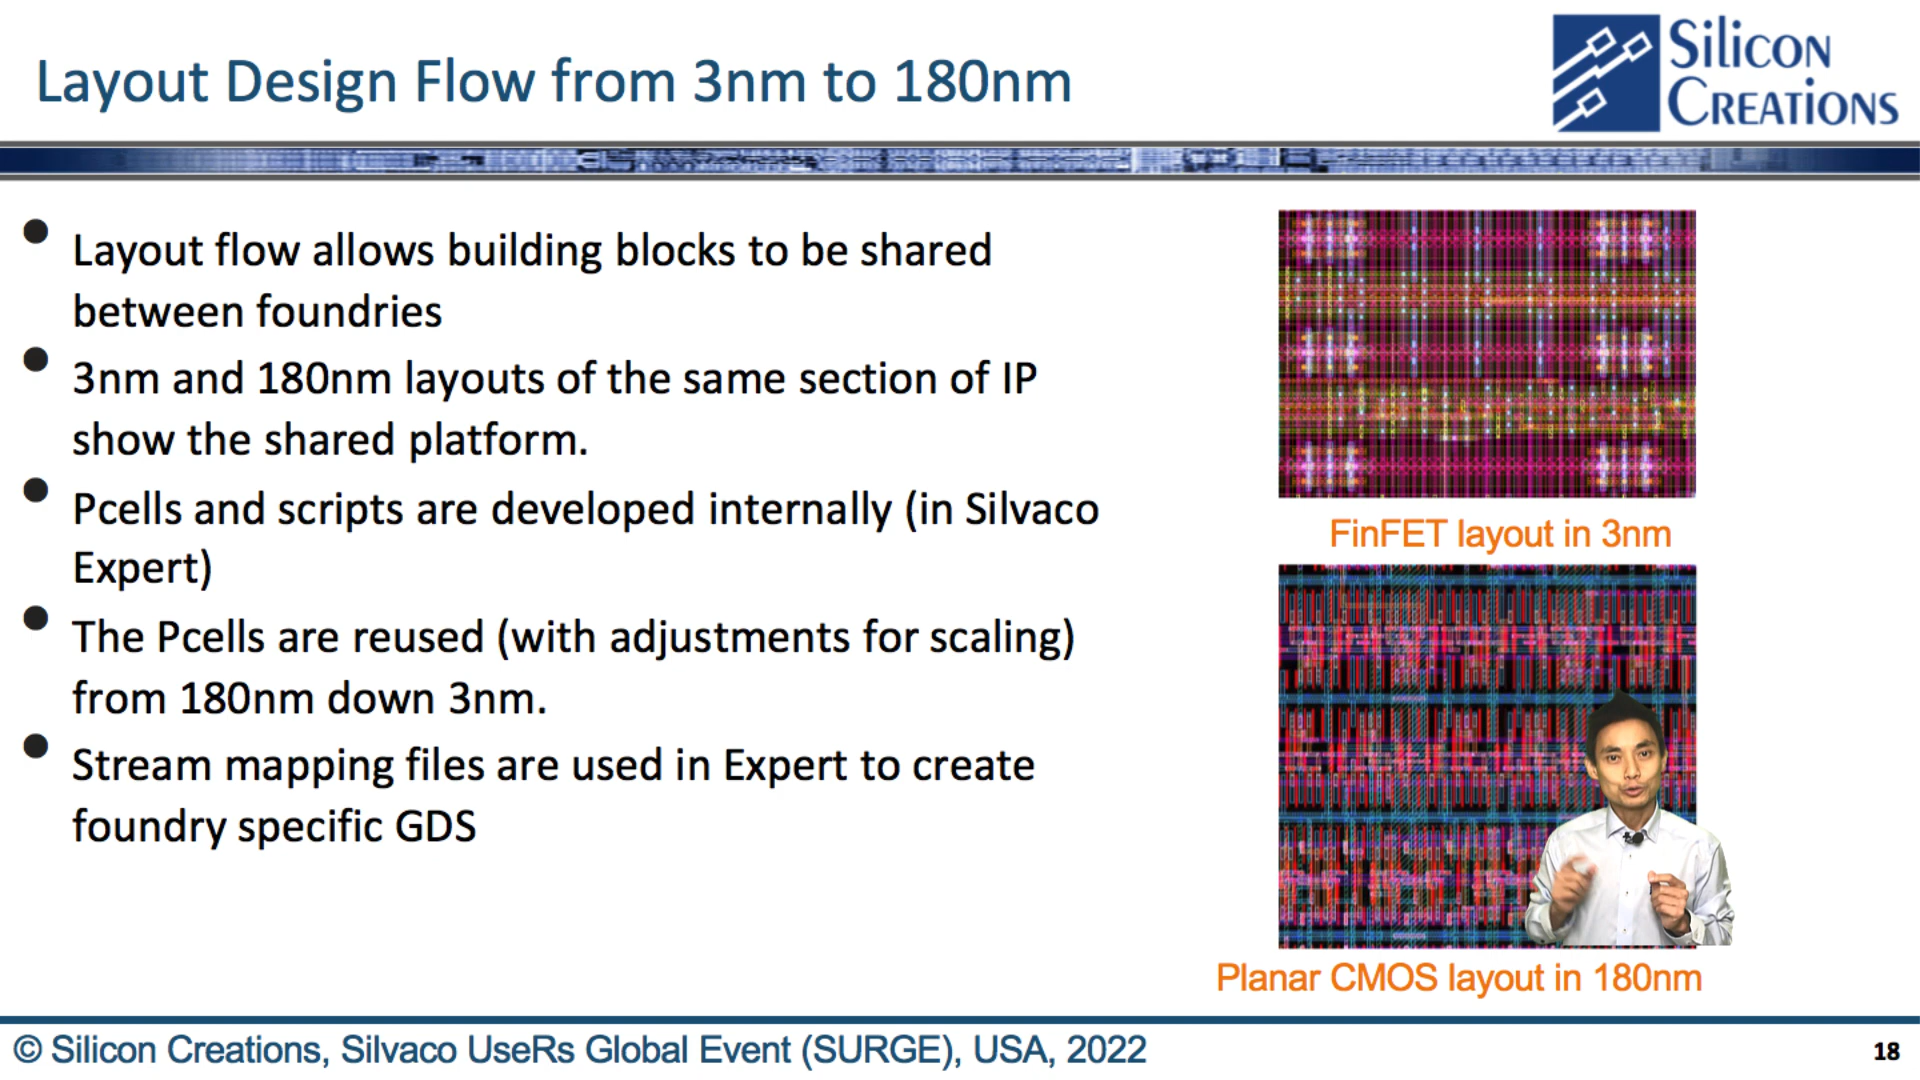 Layout Design Flow from 3nm to 180nm
Silicon
Creations
Layout flow allows building blocks to be shared
between foundries
3nm and 180nm layouts of the same section of IP
show the shared platform.
Pcells and scripts are developed internally (in Silvaco
Expert)
The Pcells are reused (with adjustments for scaling)
from 180nm down 3nm.
Stream mapping files are used in Expert to create
foundry specific GDS
FinFET layout in 3nm
Planar CMOS layout in 180nm
© Silicon Creations, Silvaco UseRs Global Event (SURGE), USA, 2022
18